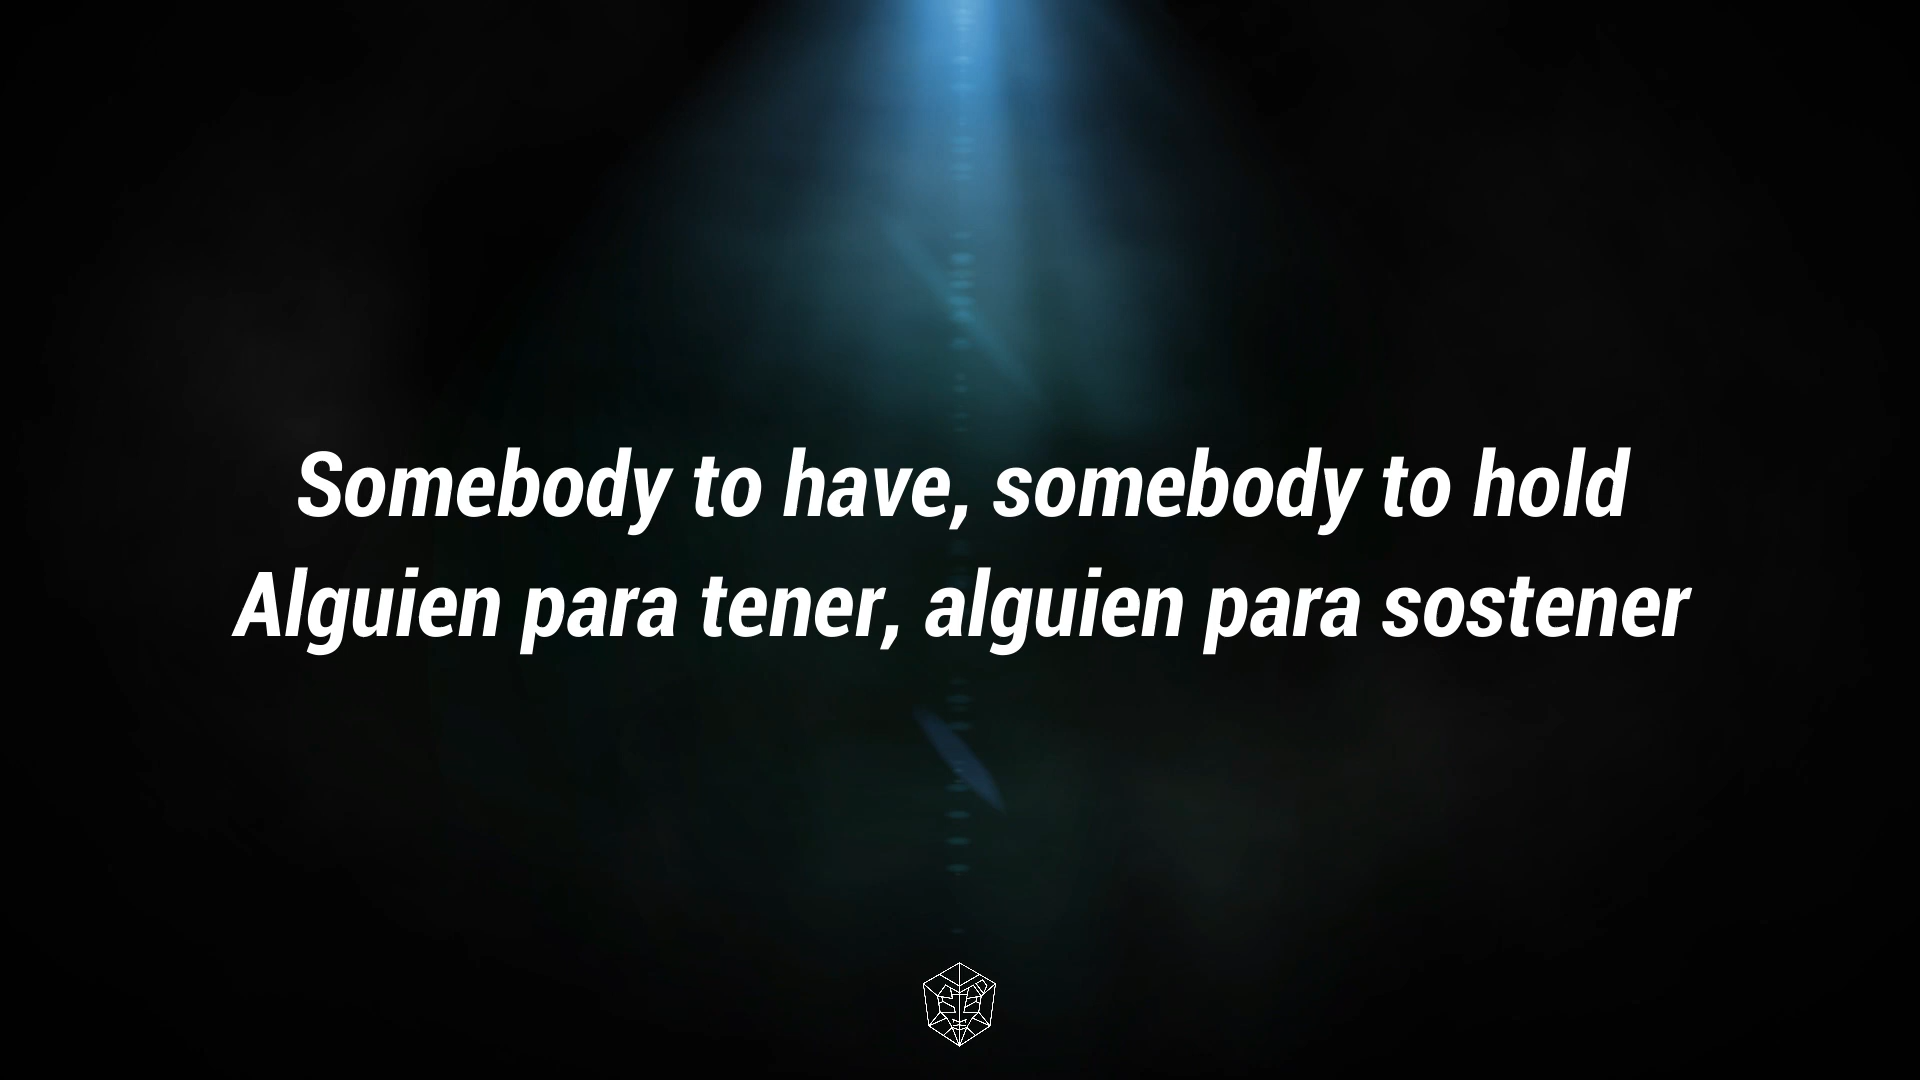 Somebody to have, somebody to hold
Alguien para tener, alguien para sostener